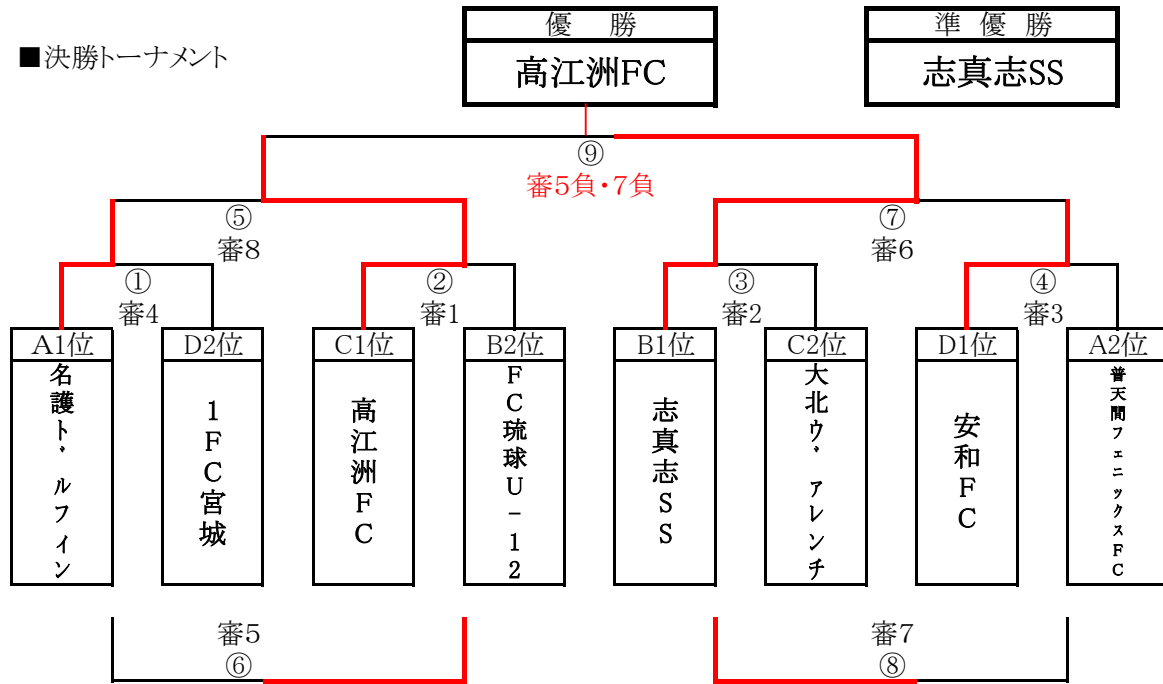 優 勝
準 優 勝
■決勝トーナメント
高江洲FC
志真志SS
⑨
審5負・7負
⑤
審8
⑦
審6
①
審4
②
審1
③
審2
④
審3
A1位
D2位
C1位
B2位
B1位
C2位
D1位
A2位
名護ドルフィン
1FC宮城
高江洲FC
FC琉球U-12
志真志SS
大北ヴァレンチ
安和FC
普天間フェニックスFC
審5
⑥
審7
⑧